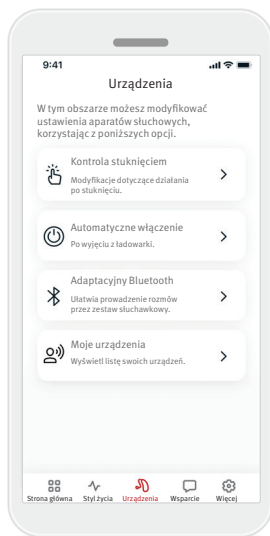 9:41
Urządzenia
W tym obszarze możesz modyfikować
ustawienia aparatów słuchowych,
korzystając z poniższych opcji.
Kontrola stuknięciem
Modyfikacje dotyczące działania
po stuknięciu.
Automatyczne włączenie
Po wyjęciu z ładowarki.
Adaptacyjny Bluetooth
Ułatwia prowadzenie rozmów
przez zestaw słuchawkowy.
Moje urządzenia
Wyświetl listę swoich urządzeń.
Strona główna Styl życia Urządzenia Wsparcie Więcej